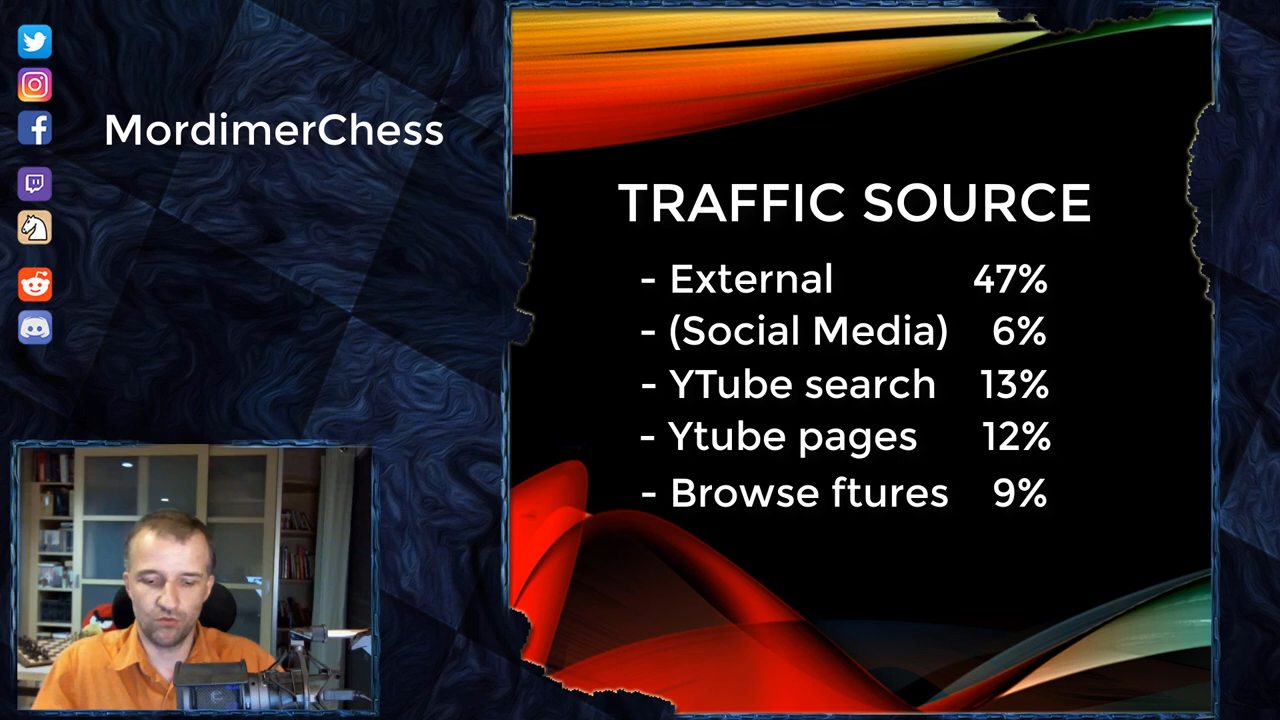 MordimerChess
TRAFFIC SOURCE
- External 47%
- (Social Media) 6%
- YTube search 13%
- Ytube pages 12%
- Browse ftures 9%